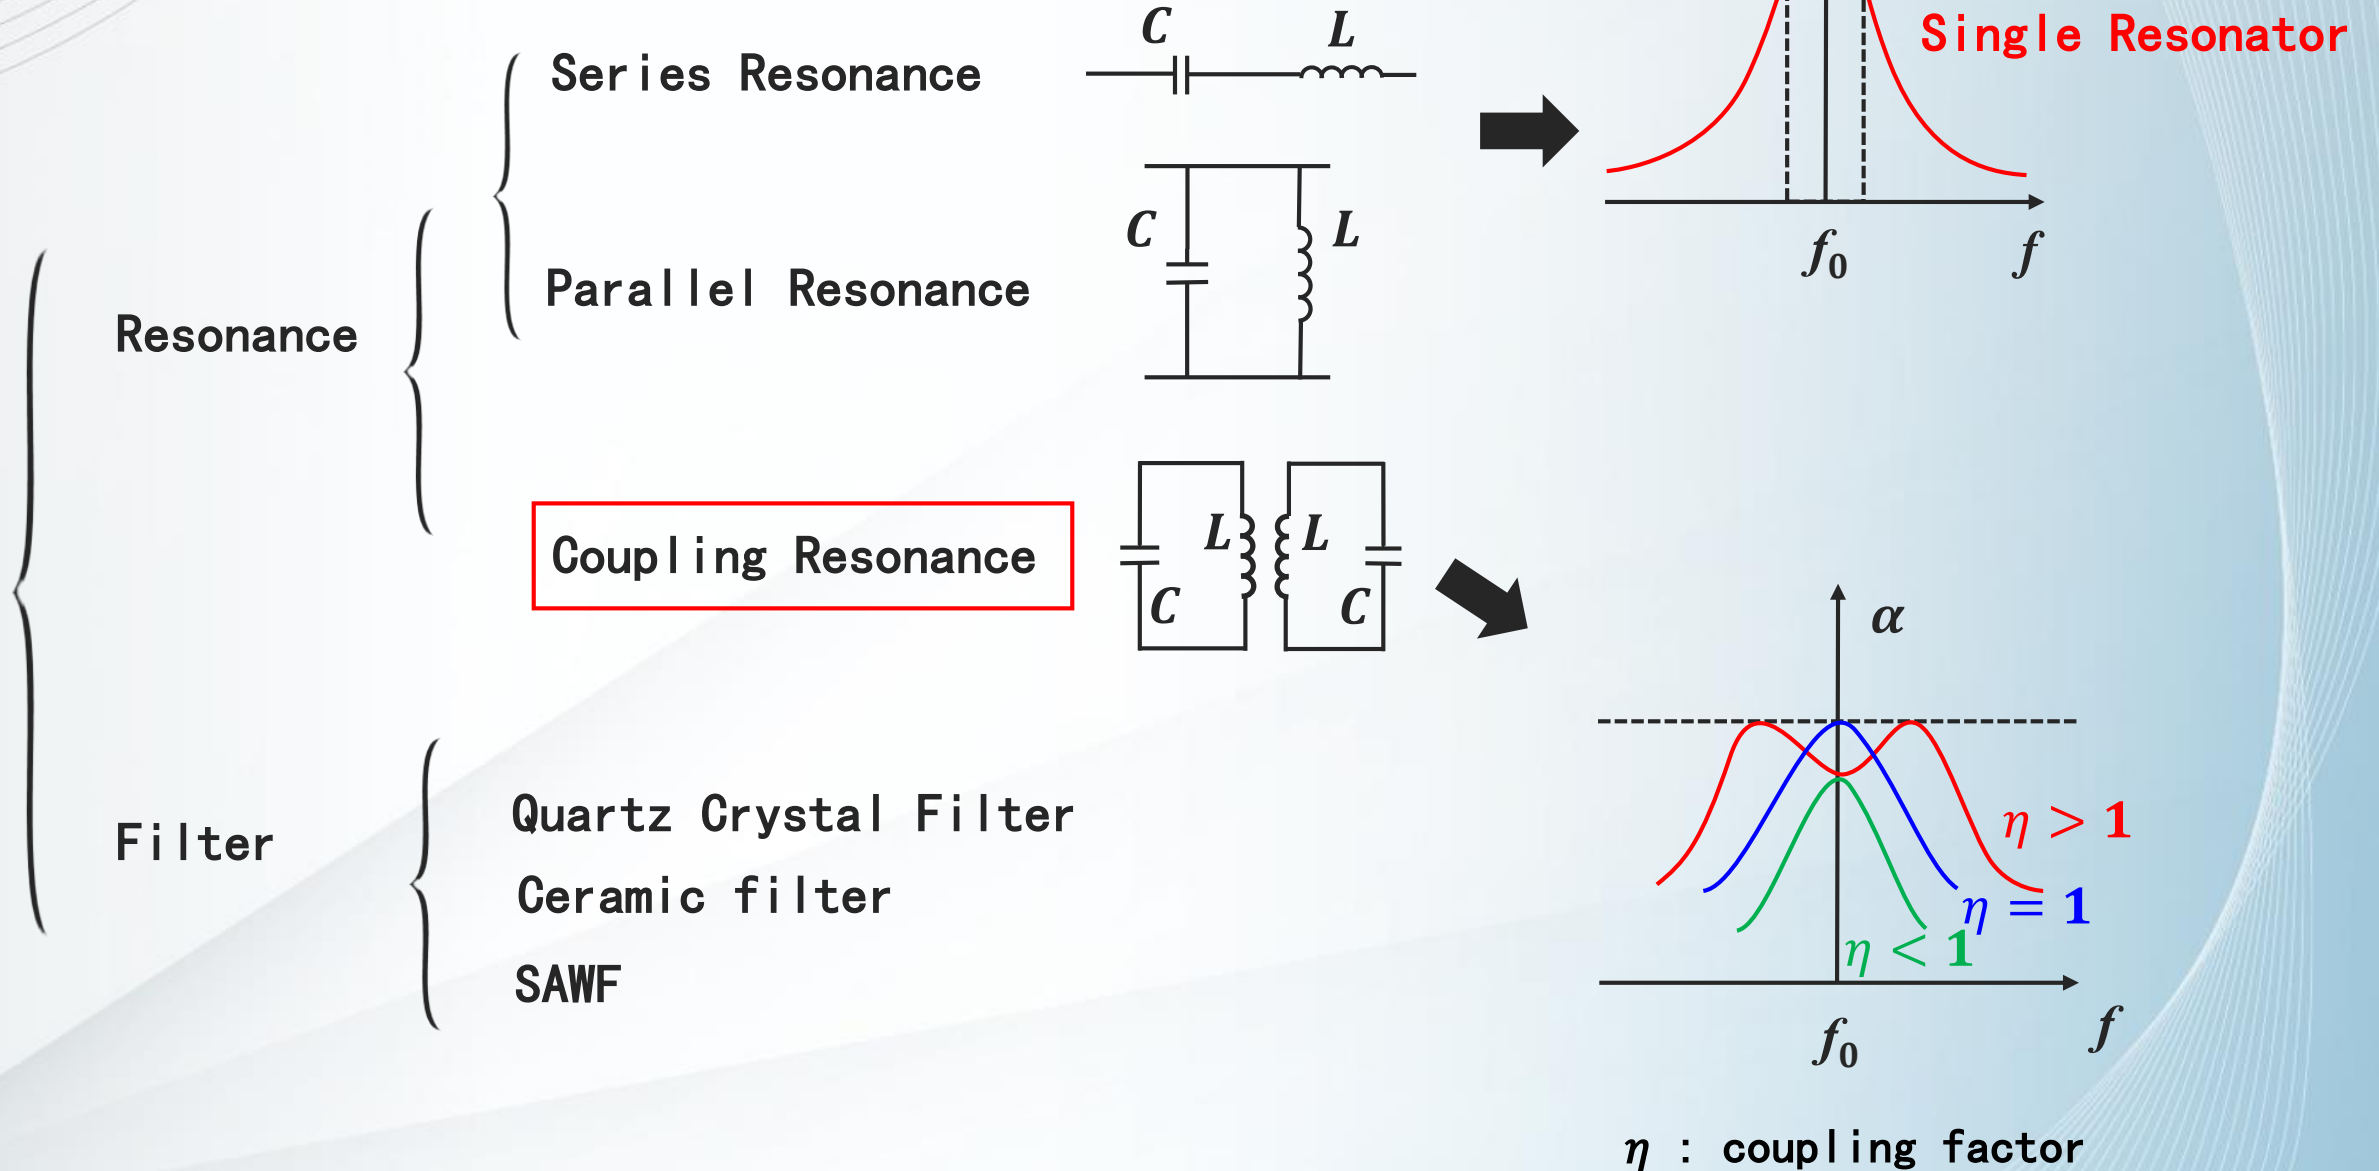 C L
Single Resonator
Series Resonance
C L
f₀ f
Parallel Resonance
Resonance
L L
Coupling Resonance
C C
α
Quartz Crystal Filter
η > 1
Filter
Ceramic filter
η = 1
η < 1
SAWF
f₀ f
η : coupling factor